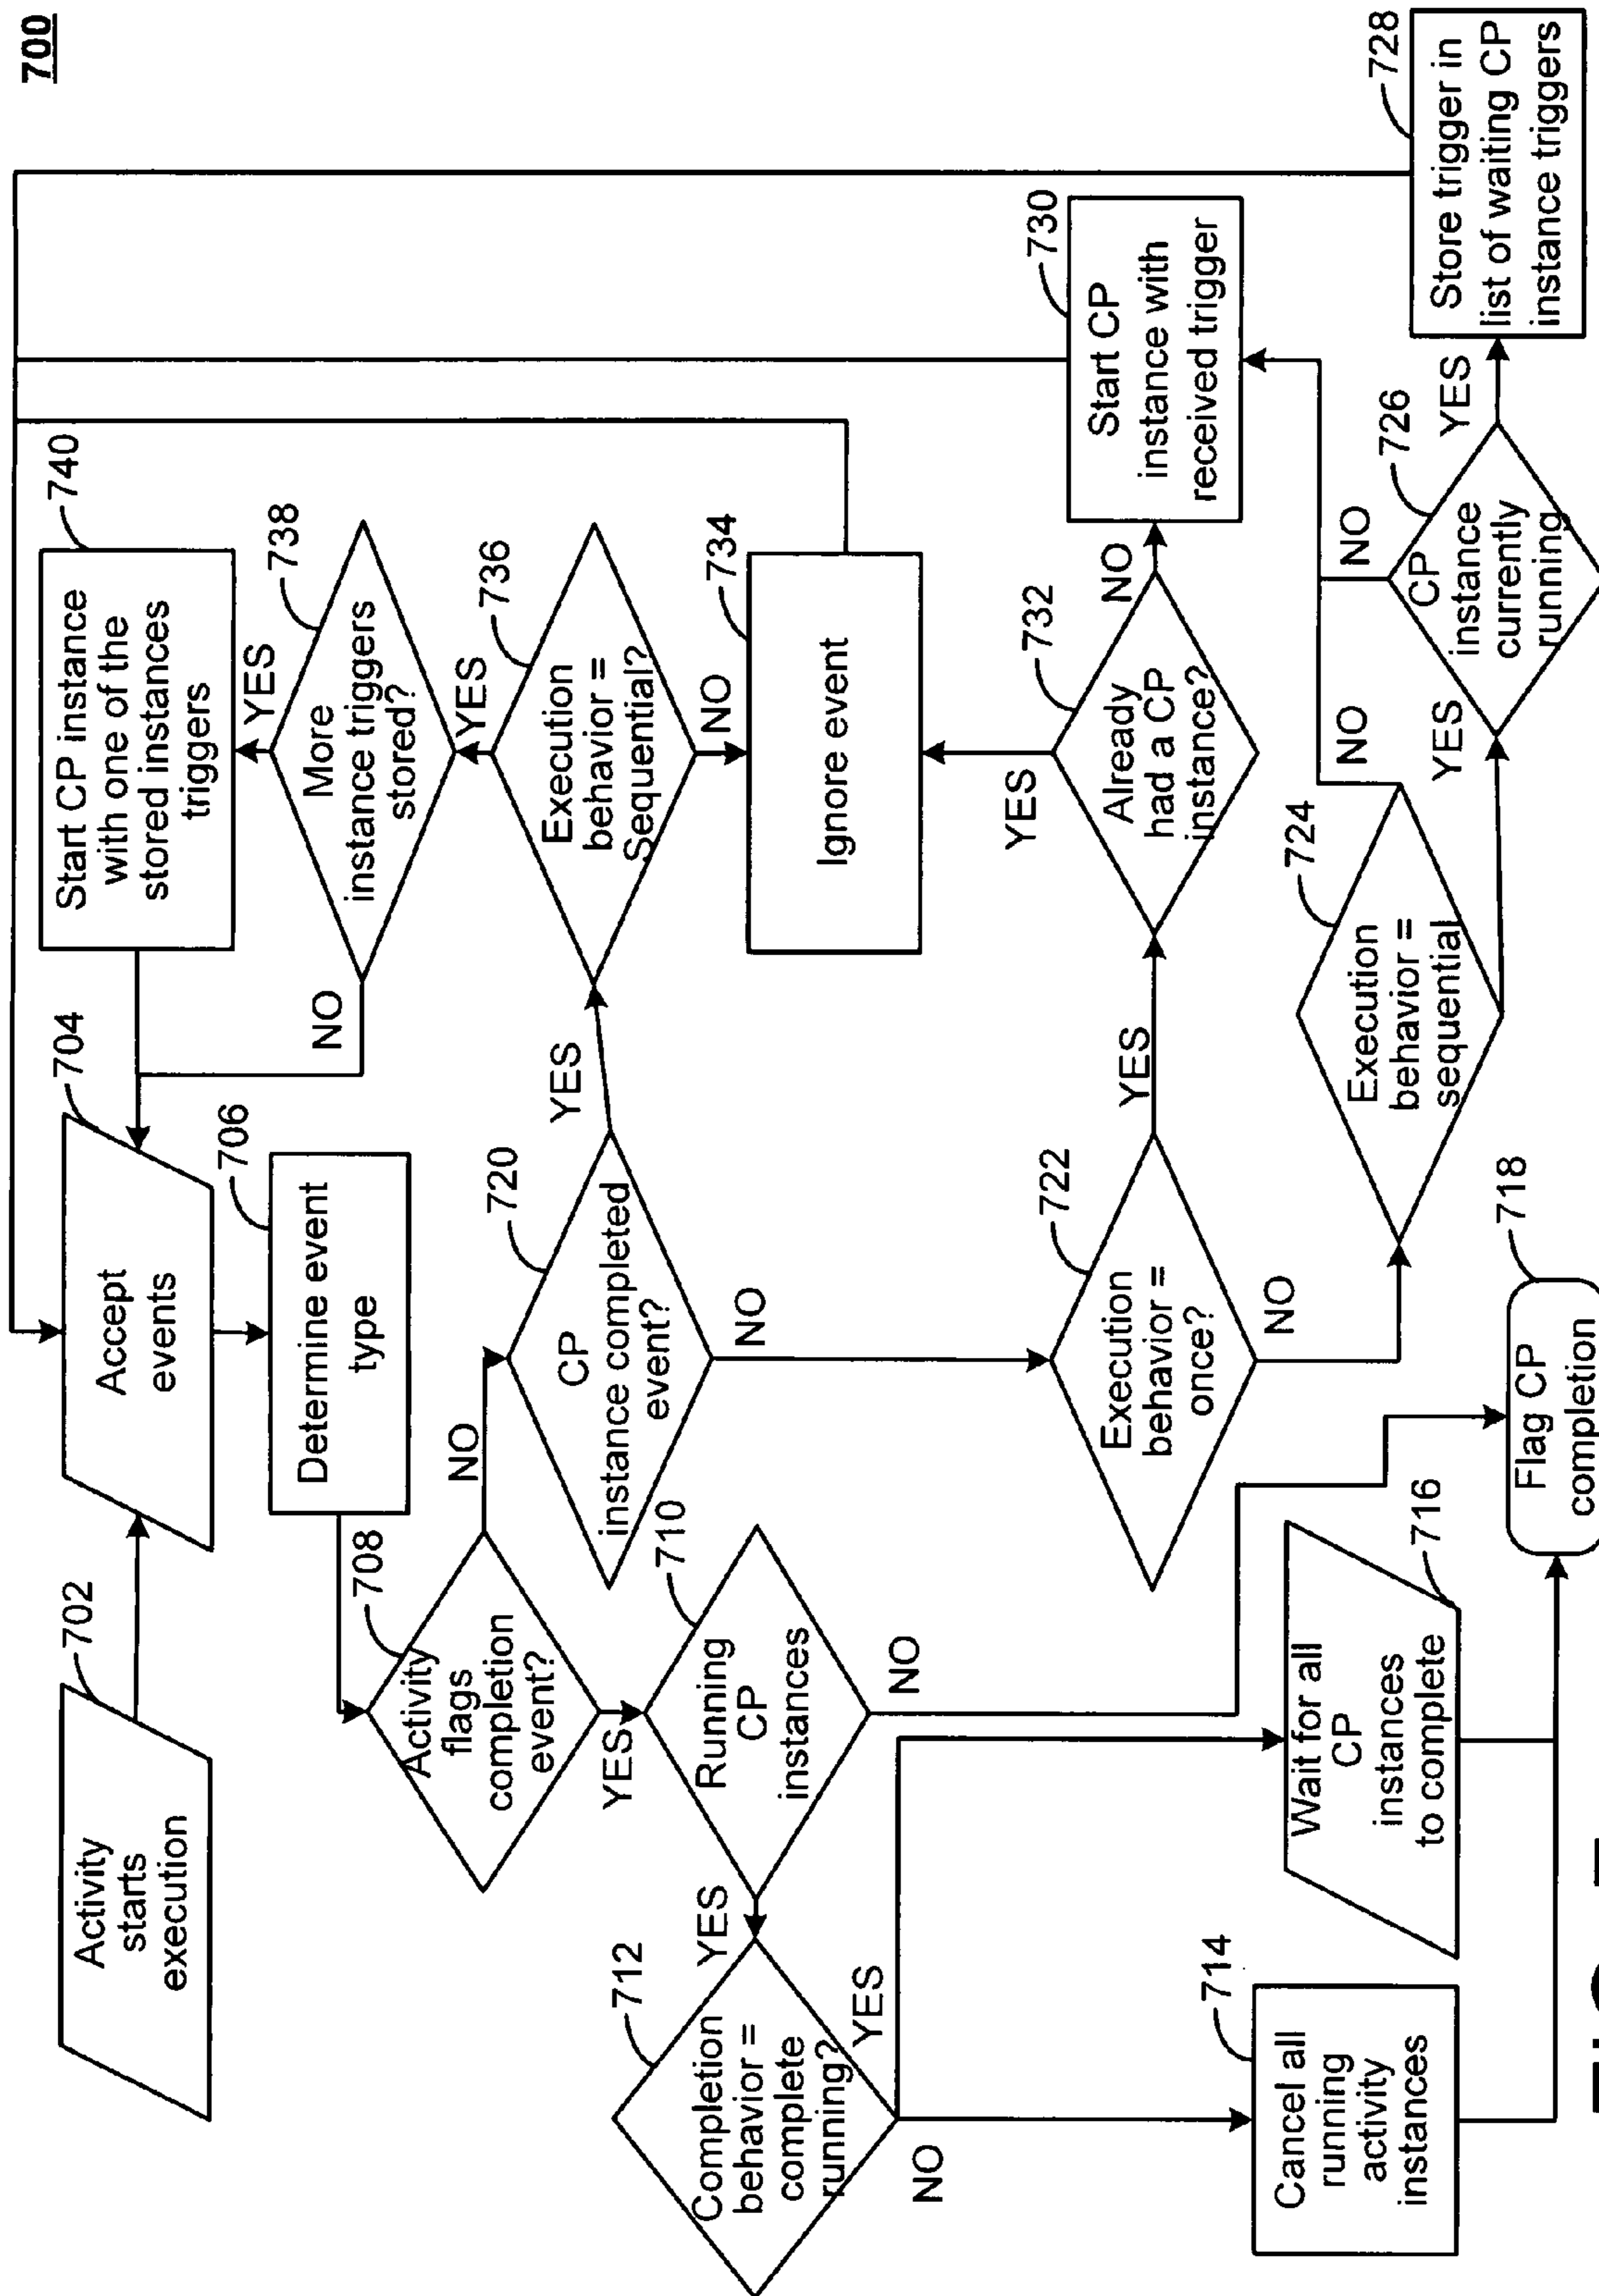 700
Activity
starts
execution
702
Accept
events
704
Determine event
type
706
Activity
flags
completion
event?
708
NO
YES
Running
CP
instances
710
YES
NO
Completion
behavior =
complete
running?
712
YES
NO
Cancel all
running
activity
instances
714
Wait for all
CP
instances
to complete
716
Flag CP
completion
718
CP
instance completed
event?
720
YES
NO
Execution
behavior =
once?
722
YES
NO
Execution
behavior =
sequential
724
NO
YES
CP
instance
currently
running
726
NO
YES
Store trigger in
list of waiting CP
instance triggers
728
Start CP
instance with
received trigger
730
Already
had a CP
instance?
732
NO
YES
Ignore event
734
Execution
behavior =
Sequential?
736
YES
NO
More
instance triggers
stored?
738
YES
NO
Start CP instance
with one of the
stored instances
triggers
740